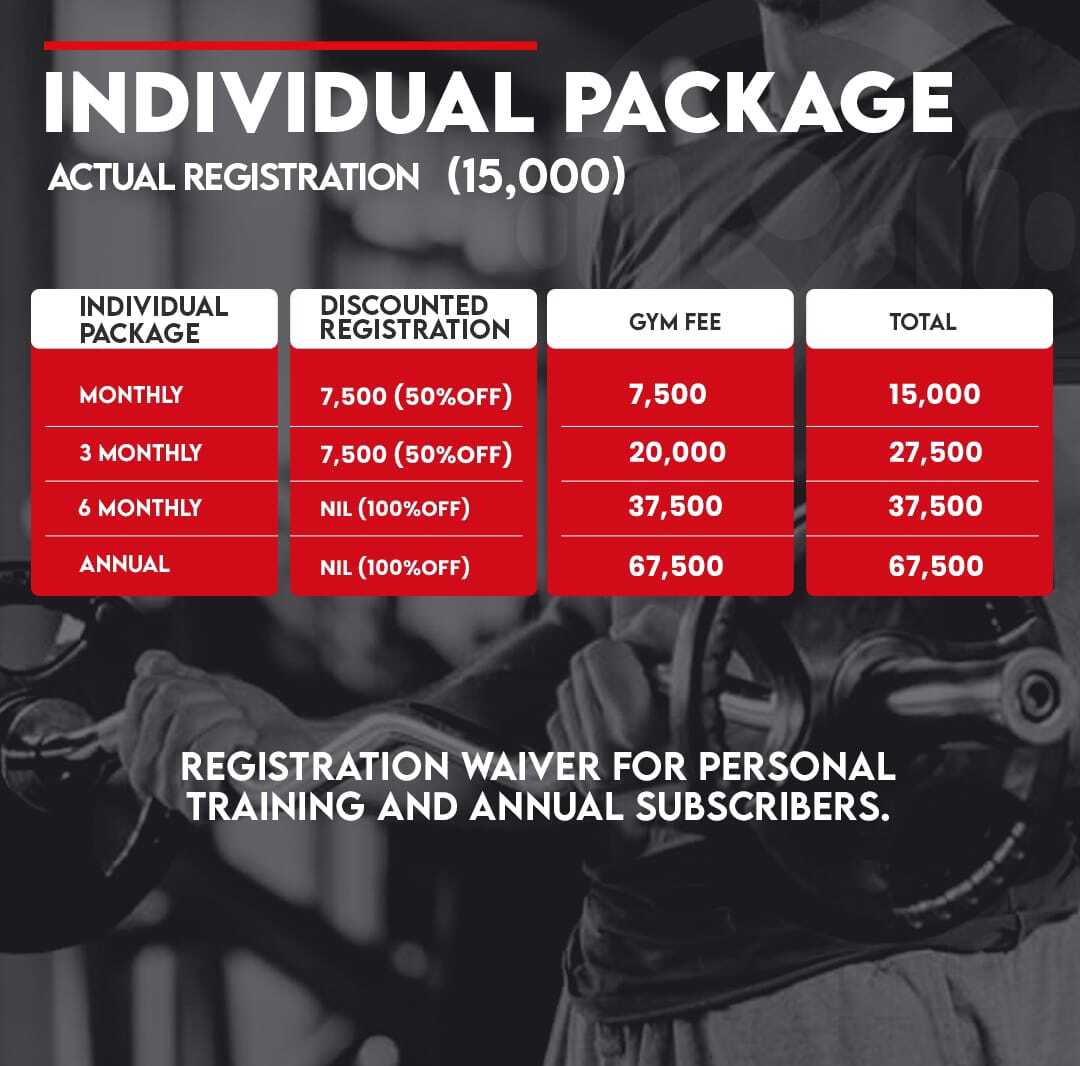 INDIVIDUAL PACKAGE
ACTUAL REGISTRATION (15,000)
INDIVIDUAL PACKAGE DISCOUNTED REGISTRATION GYM FEE TOTAL
MONTHLY 7,500 (50%OFF) 7,500 15,000
3 MONTHLY 7,500 (50%OFF) 20,000 27,500
6 MONTHLY NIL (100%OFF) 37,500 37,500
ANNUAL NIL (100%OFF) 67,500 67,500
REGISTRATION WAIVER FOR PERSONAL
TRAINING AND ANNUAL SUBSCRIBERS.